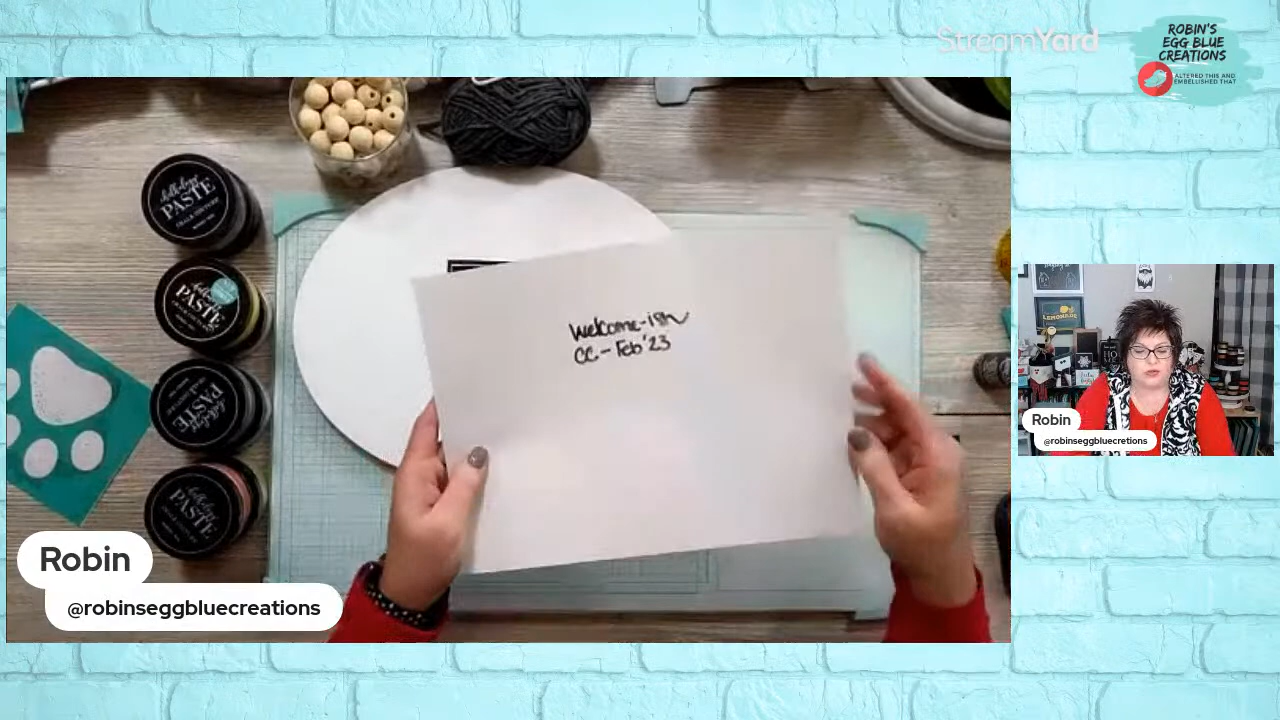 StreamYard
ROBIN'S
EGG BLUE
CREATIONS
ALTERED THIS AND
EMBELLISHED THAT
PASTE
PASTE
PASTE
PASTE
Welcome-ish
CC - Feb '23
LEMONADE
Robin
@robinseggbluecretions
Robin
@robinseggbluecreations